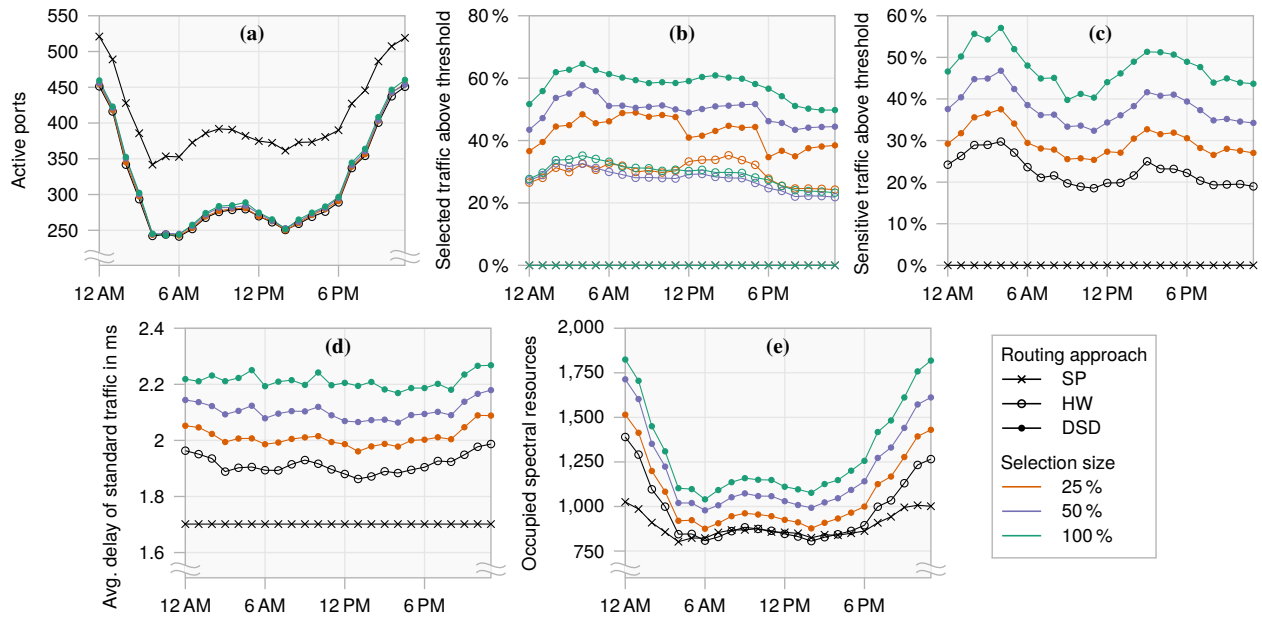 (a)
Active ports
550
500
450
400
350
300
250
12 AM 6 AM 12 PM 6 PM
(b)
Selected traffic above threshold
80 %
60 %
40 %
20 %
0 %
12 AM 6 AM 12 PM 6 PM
(c)
Sensitive traffic above threshold
60 %
50 %
40 %
30 %
20 %
10 %
0 %
12 AM 6 AM 12 PM 6 PM
(d)
Avg. delay of standard traffic in ms
2.4
2.2
2
1.8
1.6
12 AM 6 AM 12 PM 6 PM
(e)
Occupied spectral resources
2,000
1,750
1,500
1,250
1,000
750
12 AM 6 AM 12 PM 6 PM
Routing approach
SP
HW
DSD
Selection size
25 %
50 %
100 %